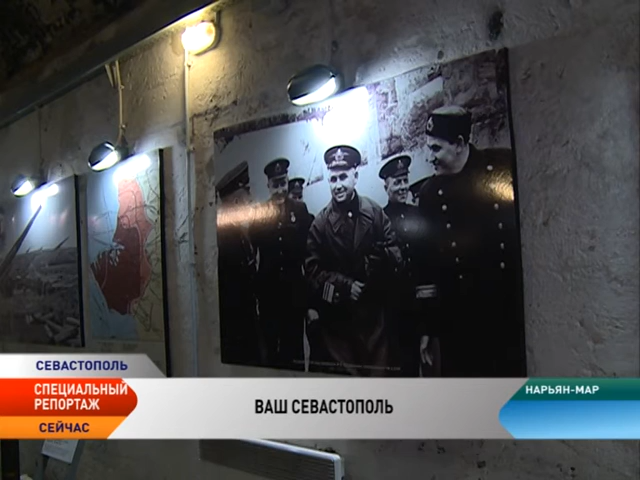 СЕВАСТОПОЛЬ
СПЕЦИАЛЬНЫЙ
РЕПОРТАЖ
СЕЙЧАС
ВАШ СЕВАСТОПОЛЬ
НАРЬЯН-МАР